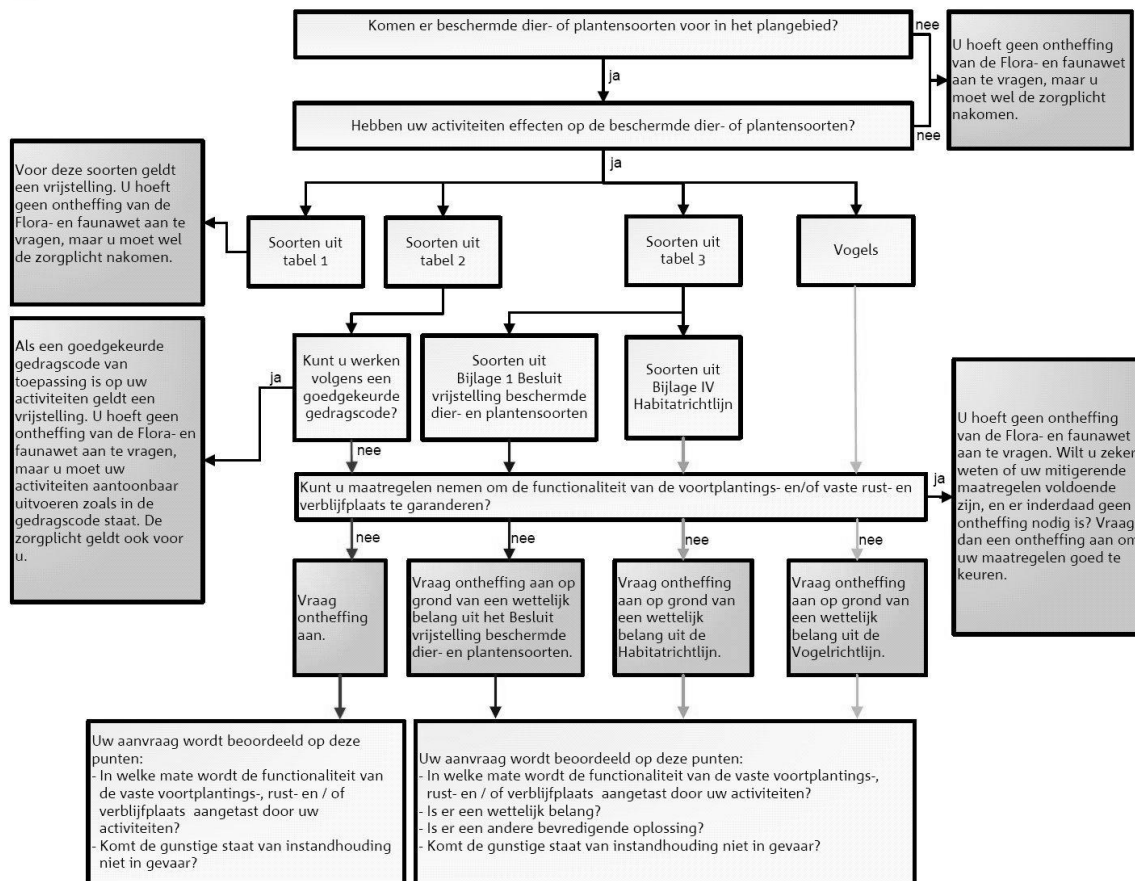 Komen er beschermde dier- of plantensoorten voor in het plangebied?
nee
U hoeft geen ontheffing
van de Flora- en faunawet
aan te vragen, maar u
moet wel de zorgplicht
nakomen.
ja
Hebben uw activiteiten effecten op de beschermde dier- of plantensoorten?
nee
ja
Voor deze soorten geldt
een vrijstelling. U hoeft
geen ontheffing van de
Flora- en faunawet aan te
vragen, maar u moet wel
de zorgplicht nakomen.
Soorten uit
tabel 1
Soorten uit
tabel 2
Soorten uit
tabel 3
Vogels
Als een goedgekeurde
gedragscode van
toepassing is op uw
activiteiten geldt een
vrijstelling. U hoeft geen
ontheffing van de Flora- en
faunawet aan te vragen,
maar u moet uw
activiteiten aantoonbaar
uitvoeren zoals in de
gedragscode staat. De
zorgplicht geldt ook voor
u.
ja
Kunt u werken
volgens een
goedgekeurde
gedragscode?
Soorten uit
Bijlage 1 Besluit
vrijstelling beschermde
dier- en plantensoorten
Soorten uit
Bijlage IV
Habitatrichtlijn
nee
Kunt u maatregelen nemen om de functionaliteit van de voortplantings- en/of vaste rust- en
verblijfplaats te garanderen?
ja
U hoeft geen ontheffing
van de Flora- en faunawet
aan te vragen. Wilt u zeker
weten of uw mitigerende
maatregelen voldoende
zijn, en er inderdaad geen
ontheffing nodig is? Vraag
dan een ontheffing aan om
uw maatregelen goed te
keuren.
nee
nee
nee
nee
Vraag
ontheffing
aan.
Vraag ontheffing aan op
grond van een wettelijk
belang uit het Besluit
vrijstelling beschermde
dier- en plantensoorten.
Vraag ontheffing
aan op grond van
een wettelijk
belang uit de
Habitatrichtlijn.
Vraag ontheffing
aan op grond van
een wettelijk
belang uit de
Vogelrichtlijn.
Uw aanvraag wordt beoordeeld op deze
punten:
- In welke mate wordt de functionaliteit van
de vaste voortplantings-, rust- en / of
verblijfplaats aangetast door uw
activiteiten?
- Komt de gunstige staat van instandhouding
niet in gevaar?
Uw aanvraag wordt beoordeeld op deze punten:
- In welke mate wordt de functionaliteit van de vaste voortplantings-,
rust- en / of verblijfplaats aangetast door uw activiteiten?
- Is er een wettelijk belang?
- Is er een andere bevredigende oplossing?
- Komt de gunstige staat van instandhouding niet in gevaar?